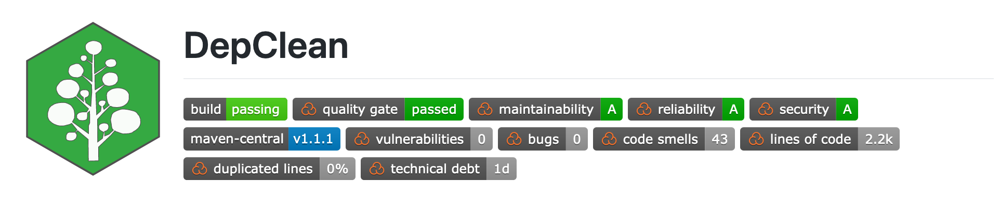 DepClean
build passing quality gate passed maintainability A reliability A security A
maven-central v1.1.1 vulnerabilities 0 bugs 0 code smells 43 lines of code 2.2k
duplicated lines 0% technical debt 1d